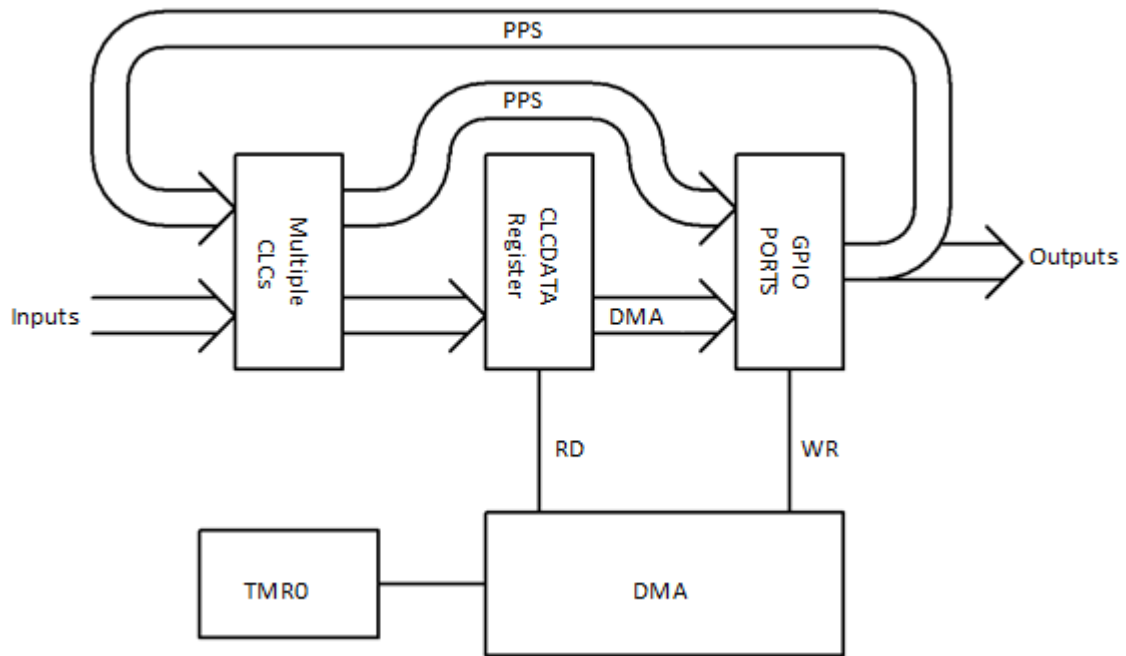 PPS
PPS
Multiple
CLCs
CLCDATA
Register
GPIO
PORTS
Inputs
DMA
Outputs
RD
WR
TMR0
DMA